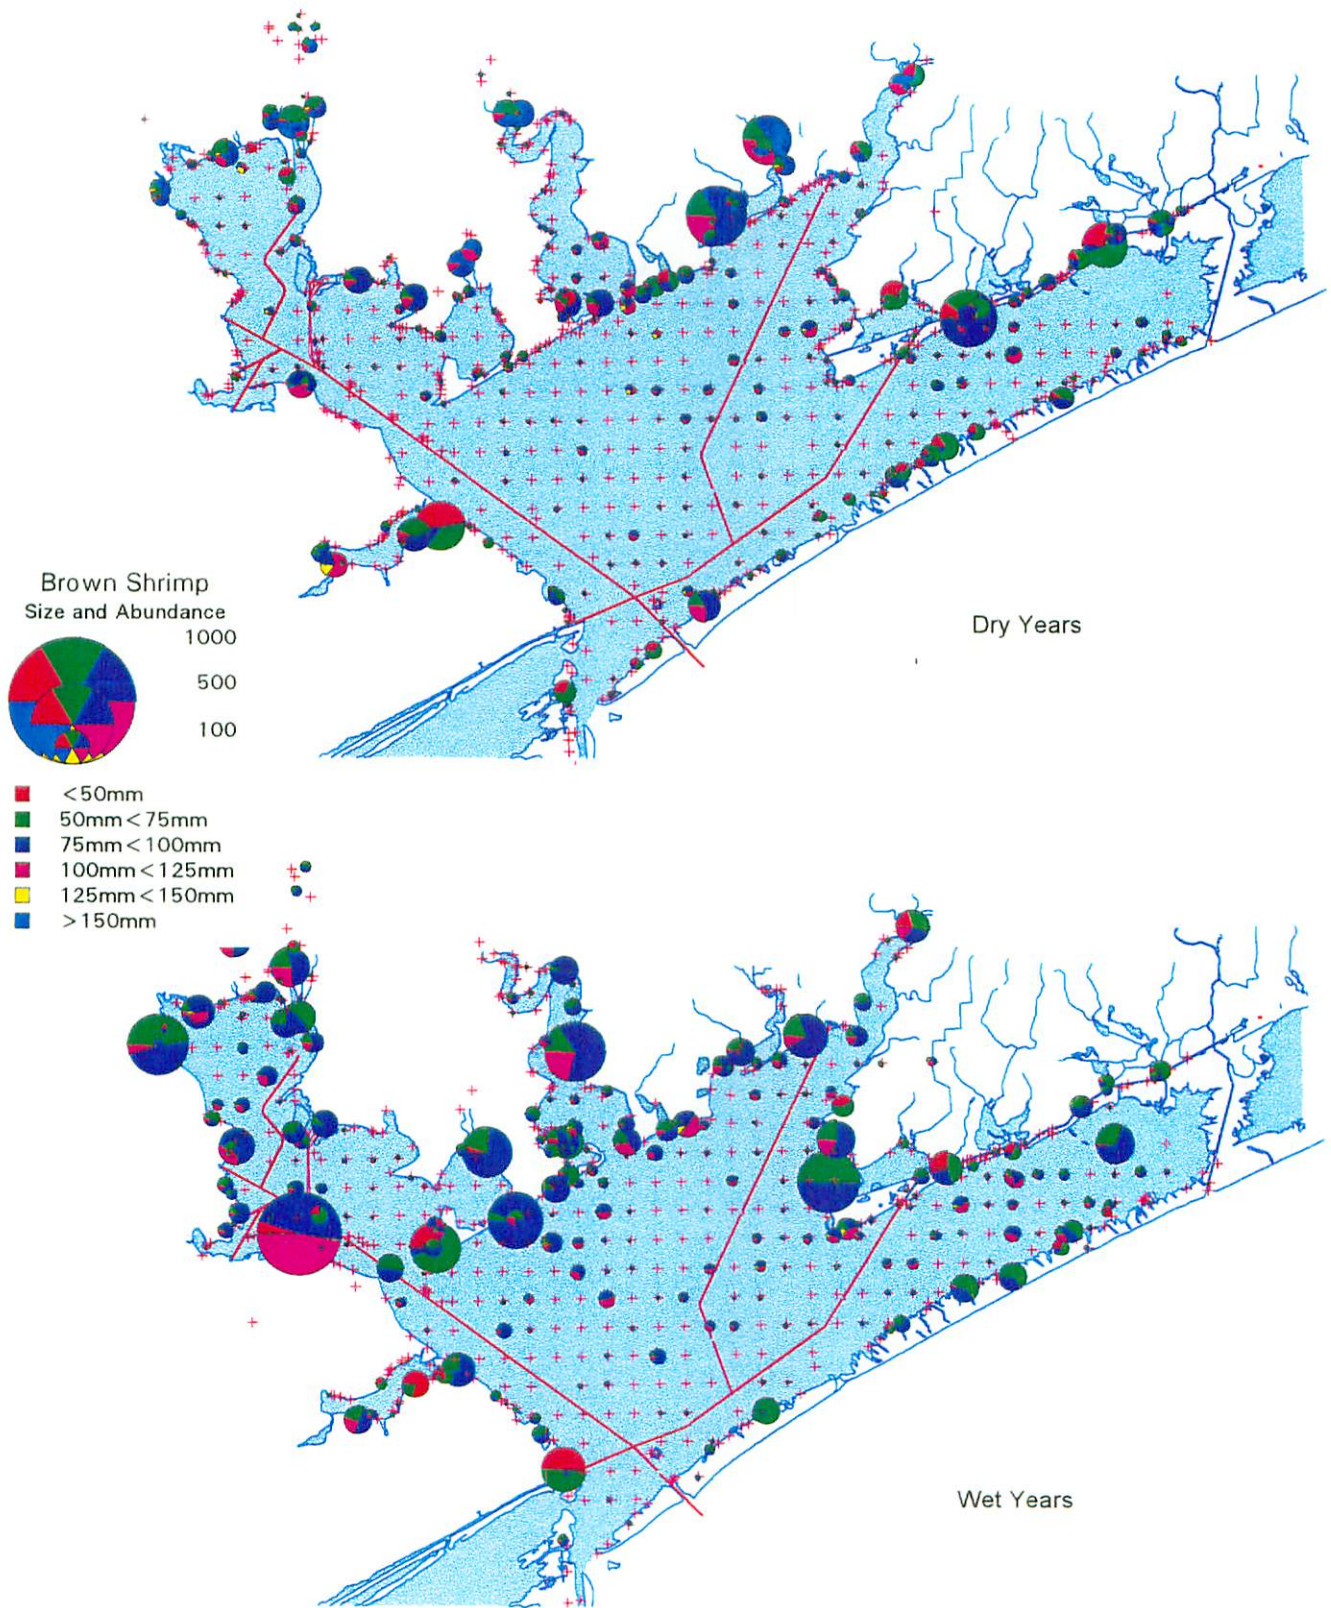 Brown Shrimp
Size and Abundance
1000
500
100
<50mm
50mm<75mm
75mm<100mm
100mm<125mm
125mm<150mm
>150mm
Dry Years
Wet Years